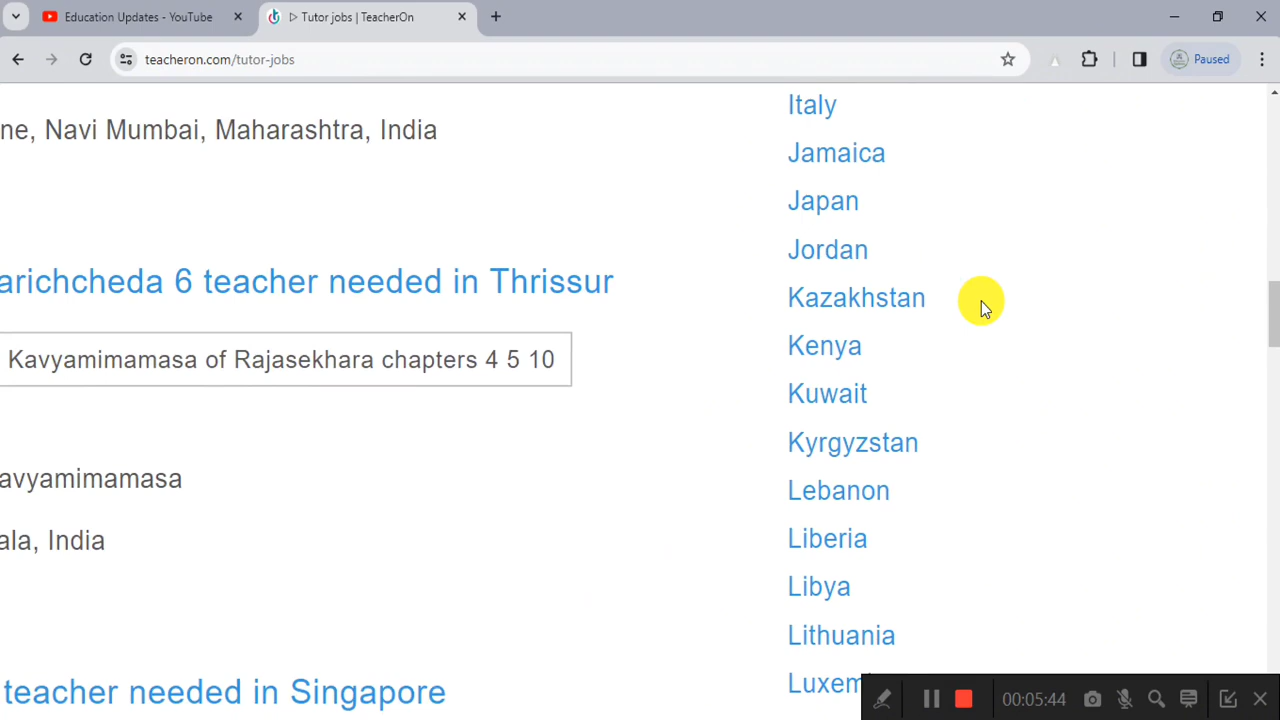 Education Updates - YouTube
▷ Tutor jobs | TeacherOn
teacheron.com/tutor-jobs
Paused
ne, Navi Mumbai, Maharashtra, India
arichcheda 6 teacher needed in Thrissur
Kavyamimamasa of Rajasekhara chapters 4 5 10
avyamimamasa
ala, India
teacher needed in Singapore
Italy
Jamaica
Japan
Jordan
Kazakhstan
Kenya
Kuwait
Kyrgyzstan
Lebanon
Liberia
Libya
Lithuania
Luxem
00:05:44